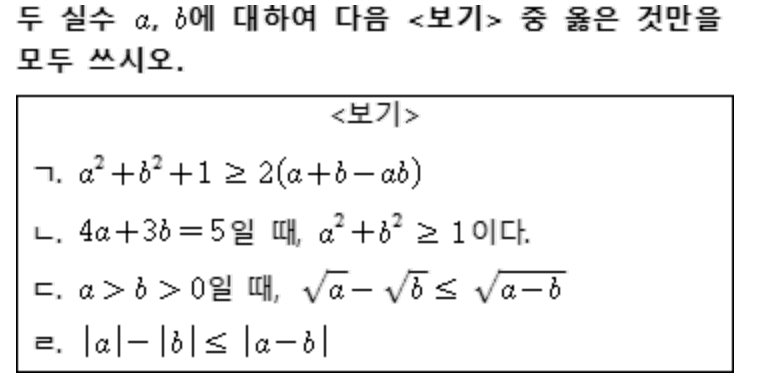 두 실수 a, b에 대하여 다음 <보기> 중 옳은 것만을
모두 쓰시오.
<보기>
ㄱ. a²+b²+1 ≥ 2(a+b−ab)
ㄴ. 4a+3b=5일 때, a²+b² ≥ 1이다.
ㄷ. a>b>0일 때, √a−√b ≤ √(a−b)
ㄹ. |a|−|b| ≤ |a−b|